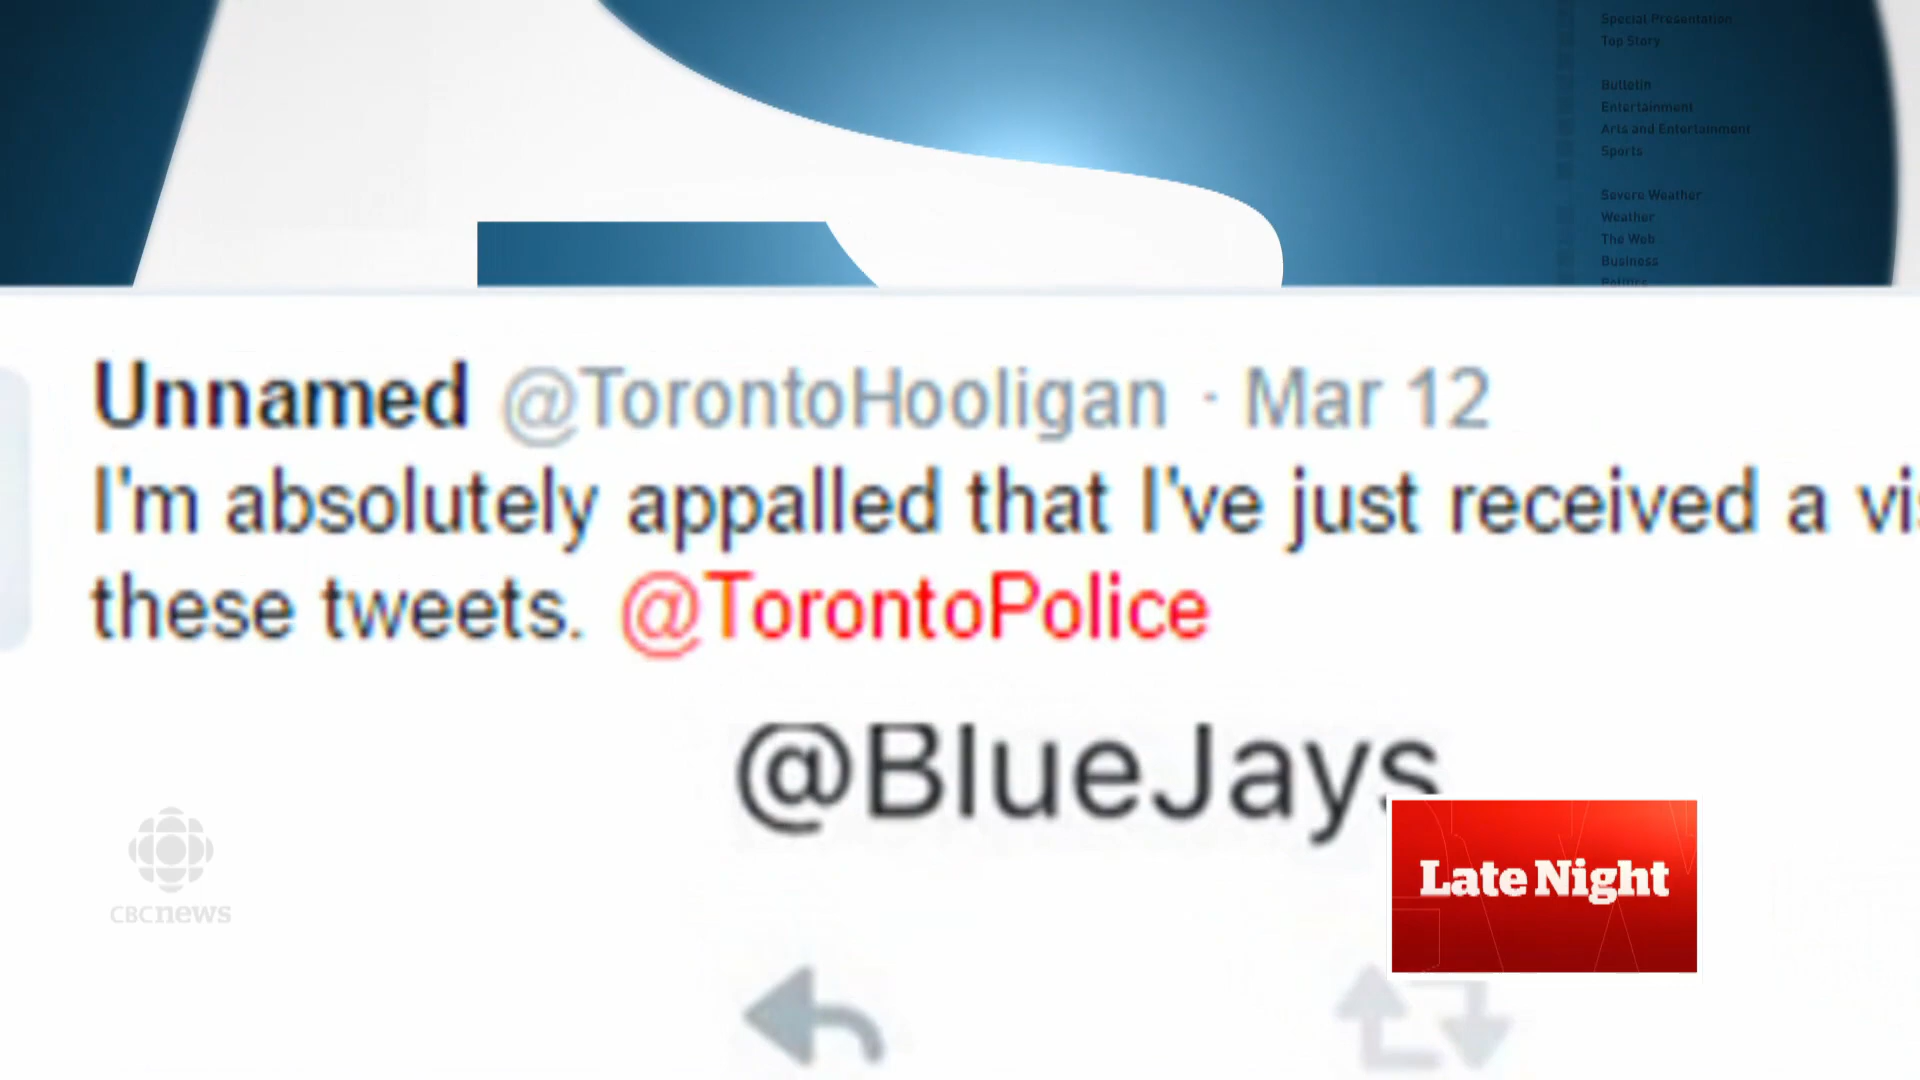 Special Presentation
Top Story
Bulletin
Entertainment
Arts and Entertainment
Sports
Severe Weather
Weather
The Web
Business
Politics
Unnamed @TorontoHooligan · Mar 12
I'm absolutely appalled that I've just received a
these tweets. @TorontoPolice
@BlueJays
Late Night
CBCnews